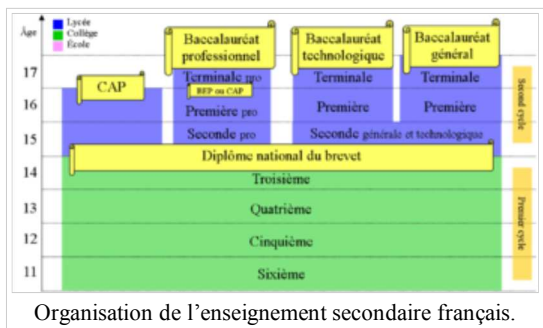 Âge
Lycée
Collège
École
Baccalauréat
professionnel
Baccalauréat
technologique
Baccalauréat
général
17
CAP
Terminale pro
Terminale
Terminale
BEP ou CAP
16
Première pro
Première
Première
Second cycle
15
Seconde pro
Seconde générale et technologique
Diplôme national du brevet
14
Troisième
13
Quatrième
Premier cycle
12
Cinquième
11
Sixième
Organisation de l’enseignement secondaire français.